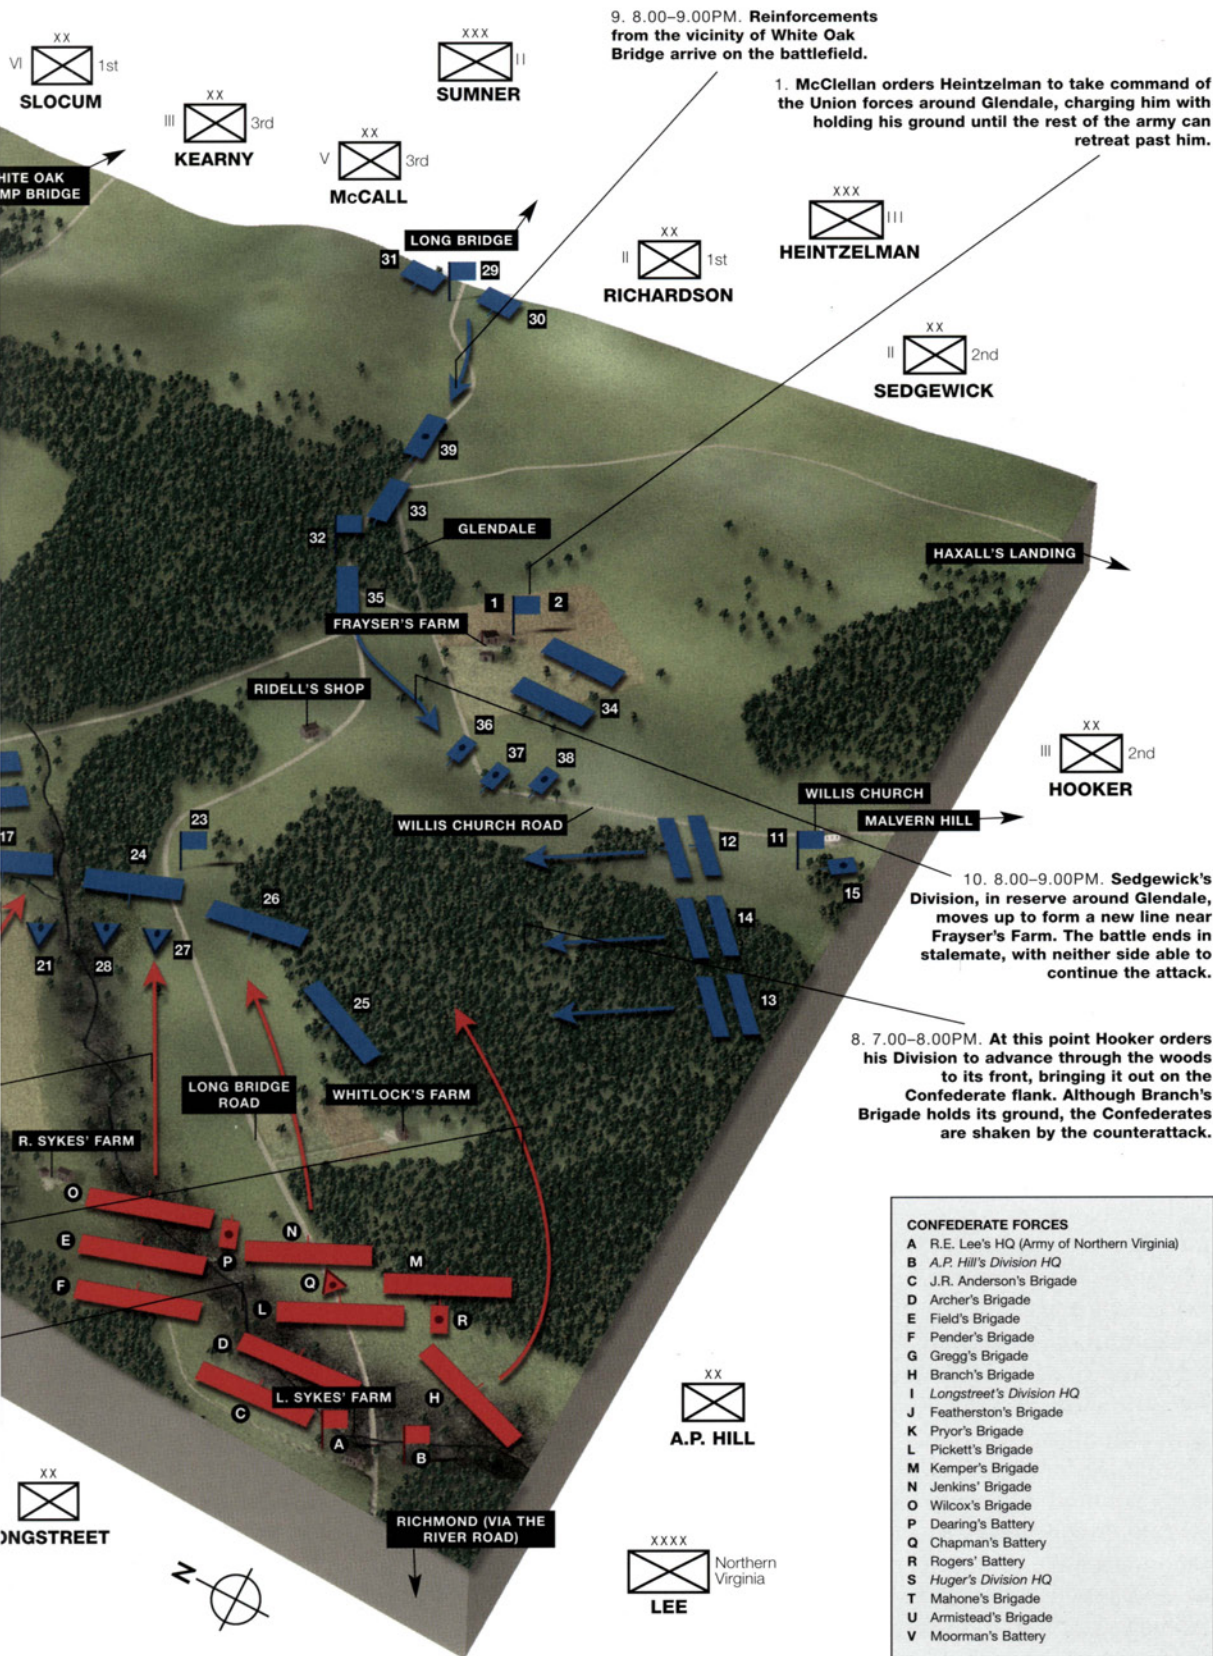 9. 8.00–9.00PM. Reinforcements
from the vicinity of White Oak
Bridge arrive on the battlefield.
XX
VI 1st
SLOCUM
XXX
II
SUMNER
1. McClellan orders Heintzelman to take command of
the Union forces around Glendale, charging him with
holding his ground until the rest of the army can
retreat past him.
XX
III 3rd
KEARNY
XX
V 3rd
McCALL
HITE OAK
MP BRIDGE
XXX
III
HEINTZELMAN
LONG BRIDGE
XX
II 1st
RICHARDSON
31
29
30
XX
II 2nd
SEDGEWICK
39
33
32
GLENDALE
HAXALL'S LANDING
35
1
2
FRAYSER'S FARM
RIDELL'S SHOP
34
36
37
38
XX
III 2nd
HOOKER
WILLIS CHURCH
MALVERN HILL
WILLIS CHURCH ROAD
17
23
24
12
11
15
10. 8.00–9.00PM. Sedgewick's
Division, in reserve around Glendale,
moves up to form a new line near
Frayser's Farm. The battle ends in
stalemate, with neither side able to
continue the attack.
26
14
21
28
27
25
13
8. 7.00–8.00PM. At this point Hooker orders
his Division to advance through the woods
to its front, bringing it out on the
Confederate flank. Although Branch's
Brigade holds its ground, the Confederates
are shaken by the counterattack.
LONG BRIDGE
ROAD
WHITLOCK'S FARM
R. SYKES' FARM
O
E
F
P
N
M
Q
L
R
D
C
L. SYKES' FARM
H
A
B
XX
A.P. HILL
XX
ONGSTREET
RICHMOND (VIA THE
RIVER ROAD)
N
XXXX
Northern
Virginia
LEE
CONFEDERATE FORCES
A R.E. Lee's HQ (Army of Northern Virginia)
B A.P. Hill's Division HQ
C J.R. Anderson's Brigade
D Archer's Brigade
E Field's Brigade
F Pender's Brigade
G Gregg's Brigade
H Branch's Brigade
I Longstreet's Division HQ
J Featherston's Brigade
K Pryor's Brigade
L Pickett's Brigade
M Kemper's Brigade
N Jenkins' Brigade
O Wilcox's Brigade
P Dearing's Battery
Q Chapman's Battery
R Rogers' Battery
S Huger's Division HQ
T Mahone's Brigade
U Armistead's Brigade
V Moorman's Battery